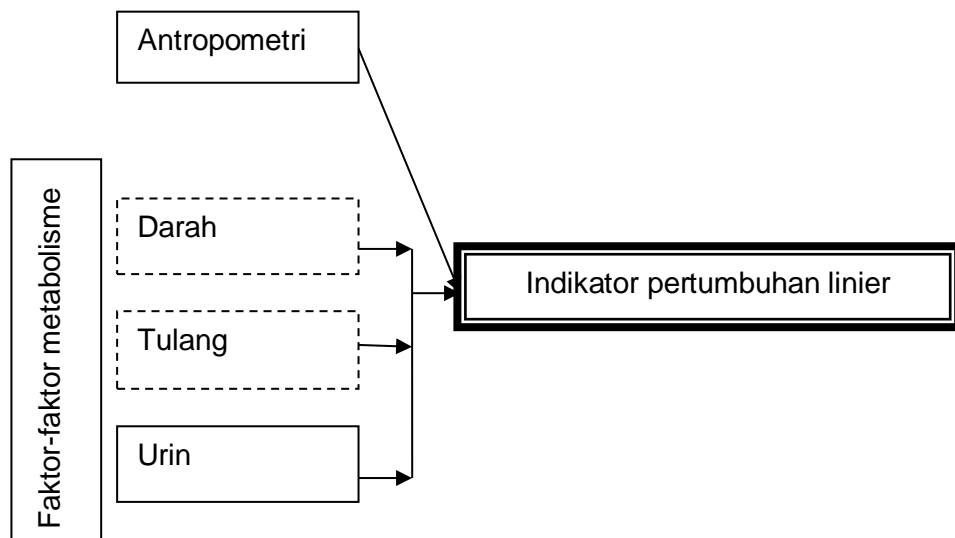 Antropometri
Faktor-faktor metabolisme
Darah
Tulang
Urin
Indikator pertumbuhan linier